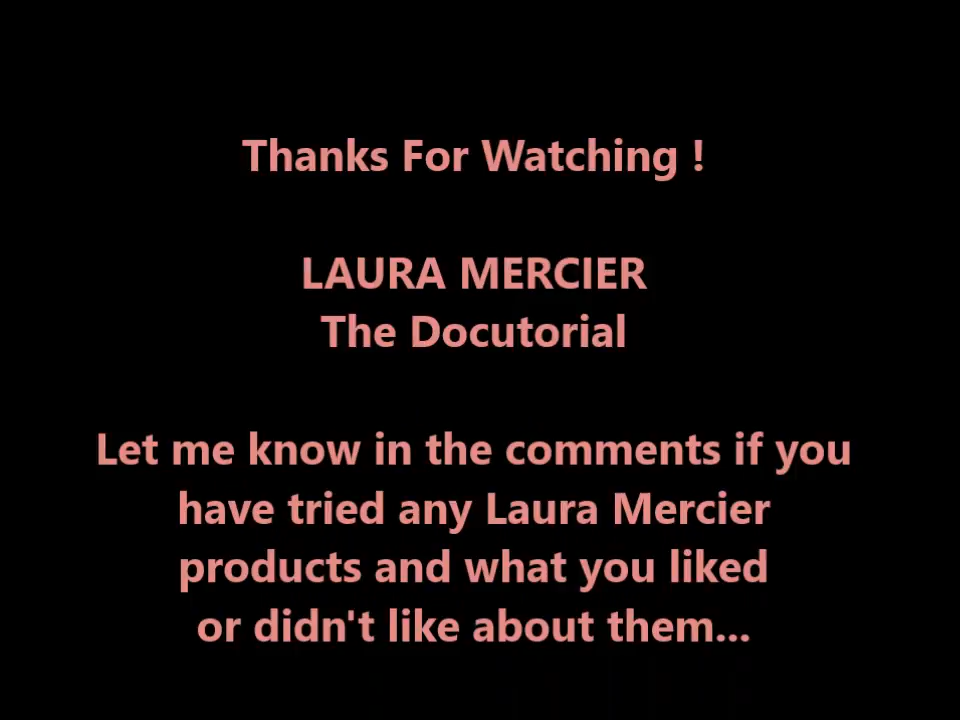 Thanks For Watching !
LAURA MERCIER
The Docutorial
Let me know in the comments if you
have tried any Laura Mercier
products and what you liked
or didn't like about them...